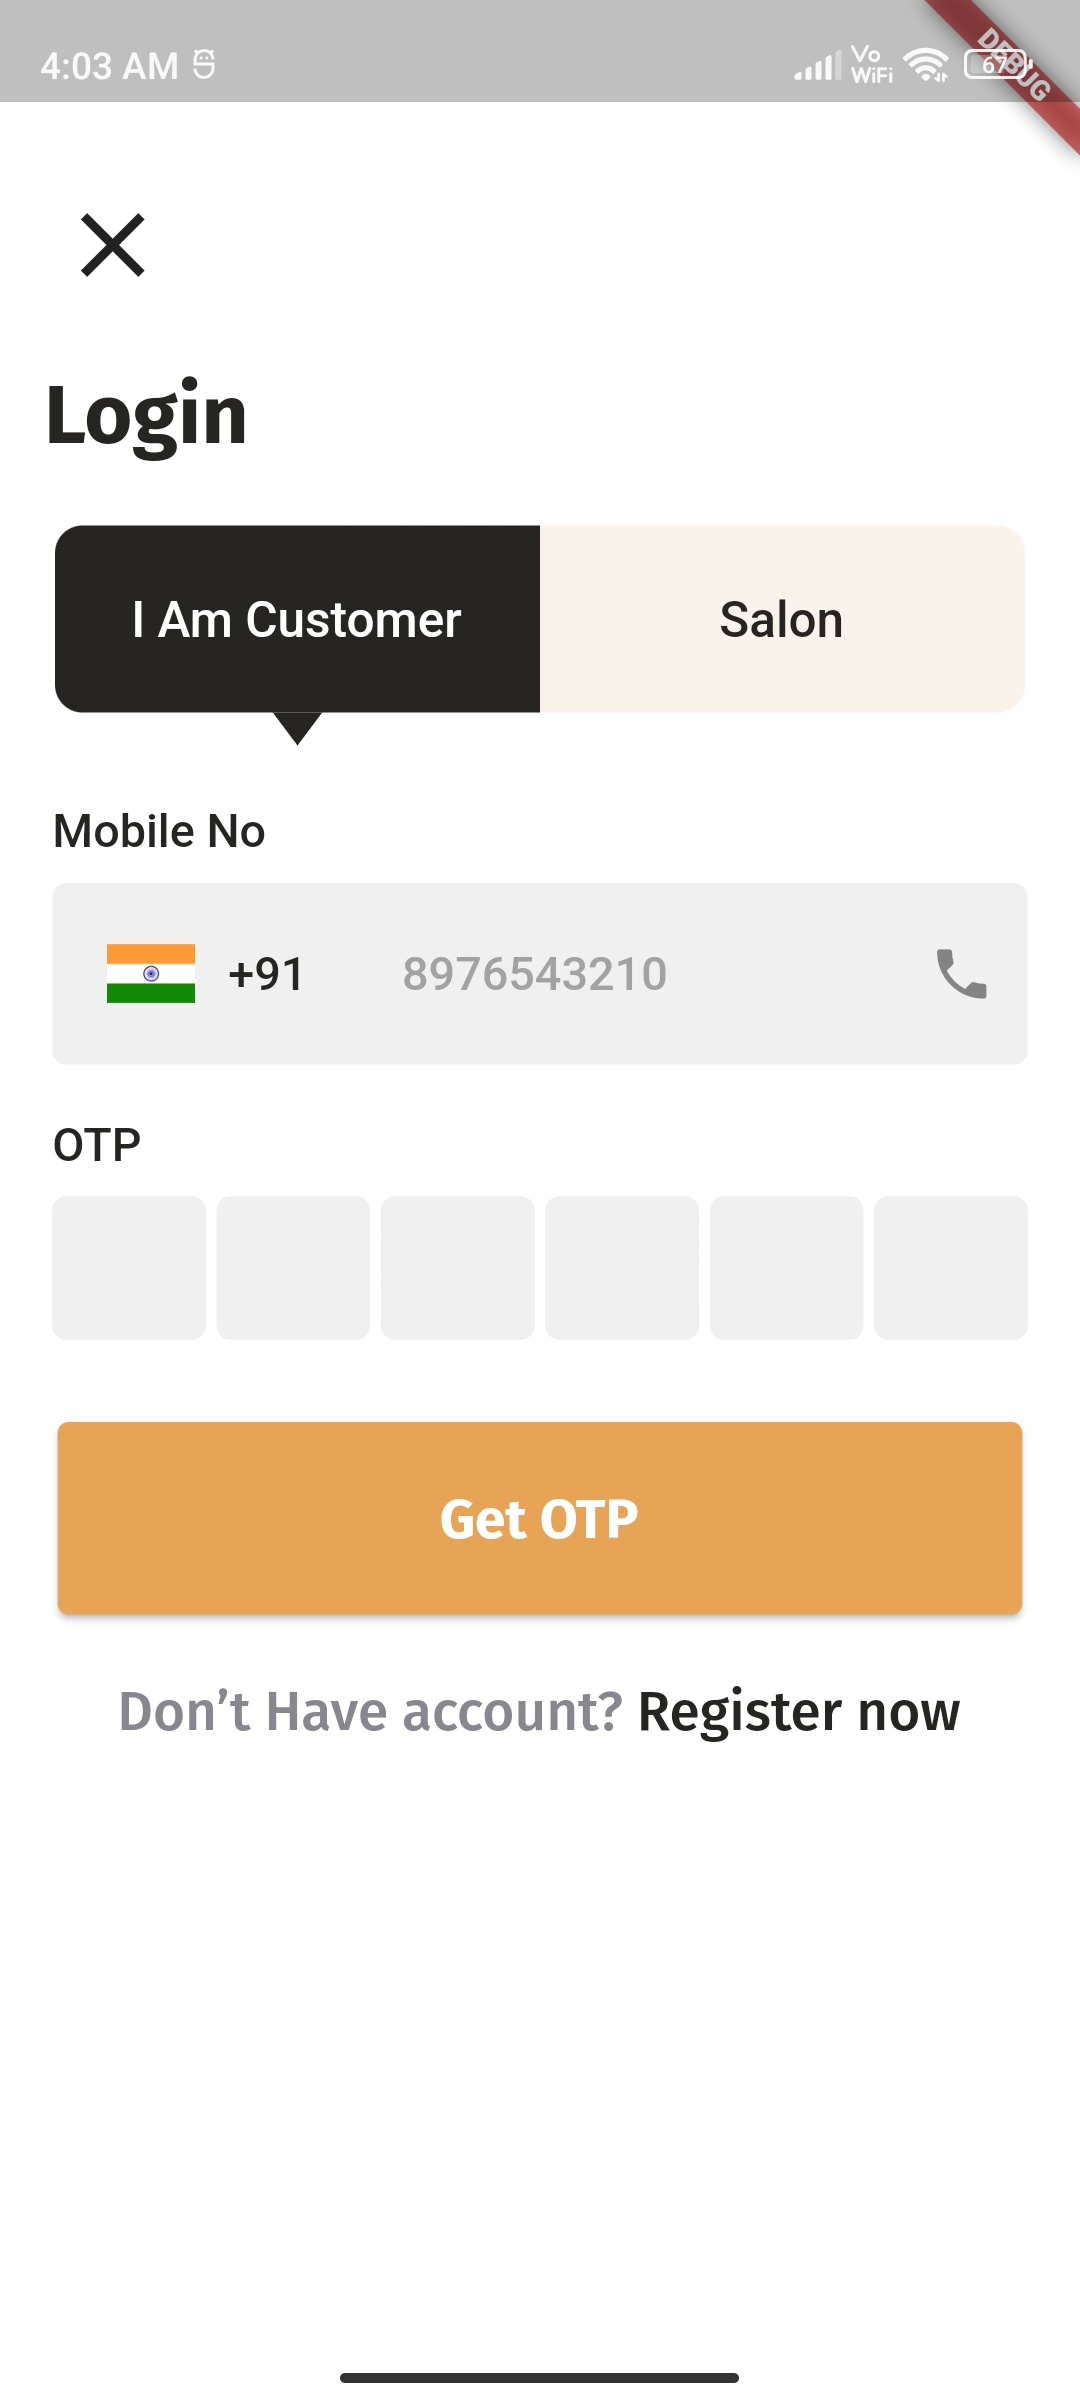 4:03 AM
Vo
WiFi
67
DEBUG
Login
I Am Customer
Salon
Mobile No
+91 8976543210
OTP
Get OTP
Don’t Have account? Register now